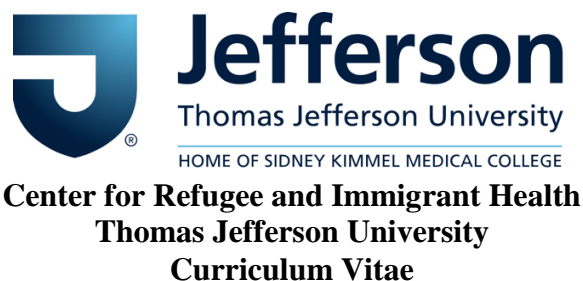 Jefferson
®
Thomas Jefferson University
HOME OF SIDNEY KIMMEL MEDICAL COLLEGE
Center for Refugee and Immigrant Health
Thomas Jefferson University
Curriculum Vitae